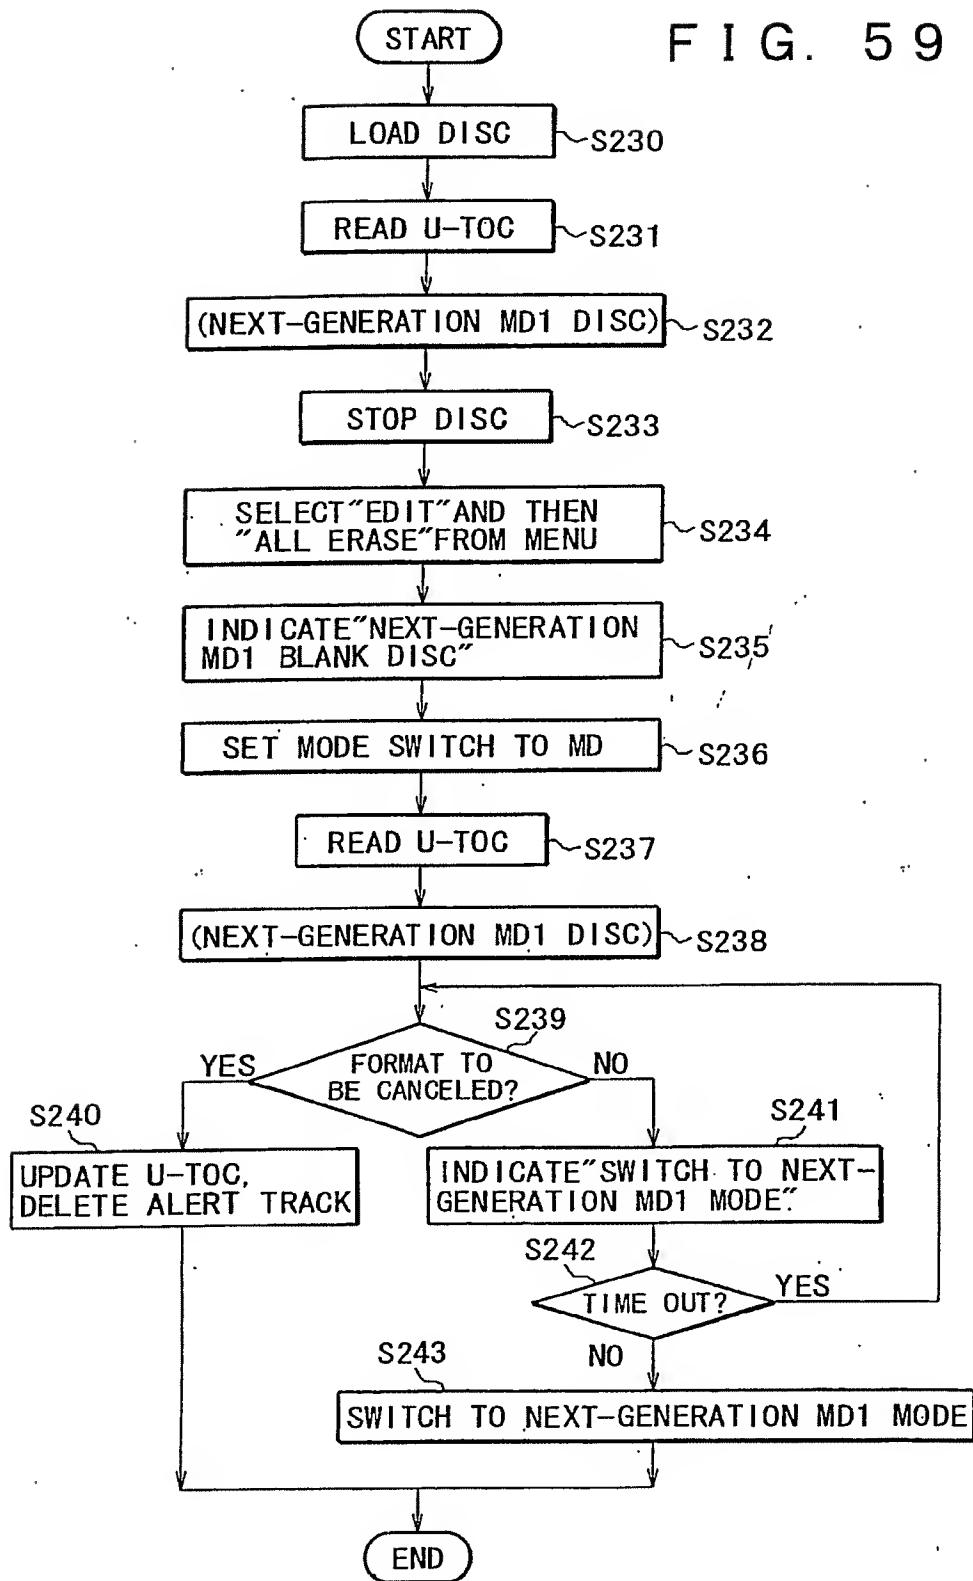 START
FIG. 59
LOAD DISC
S230
READ U-TOC
S231
(NEXT-GENERATION MD1 DISC)
S232
STOP DISC
S233
SELECT"EDIT"AND THEN
"ALL ERASE"FROM MENU
S234
INDICATE"NEXT-GENERATION
MD1 BLANK DISC"
S235
SET MODE SWITCH TO MD
S236
READ U-TOC
S237
(NEXT-GENERATION MD1 DISC)
S238
S239
YES
FORMAT TO
BE CANCELED?
NO
S240
UPDATE U-TOC,
DELETE ALERT TRACK
S241
INDICATE"SWITCH TO NEXT-
GENERATION MD1 MODE"
S242
TIME OUT?
YES
NO
S243
SWITCH TO NEXT-GENERATION MD1 MODE
END